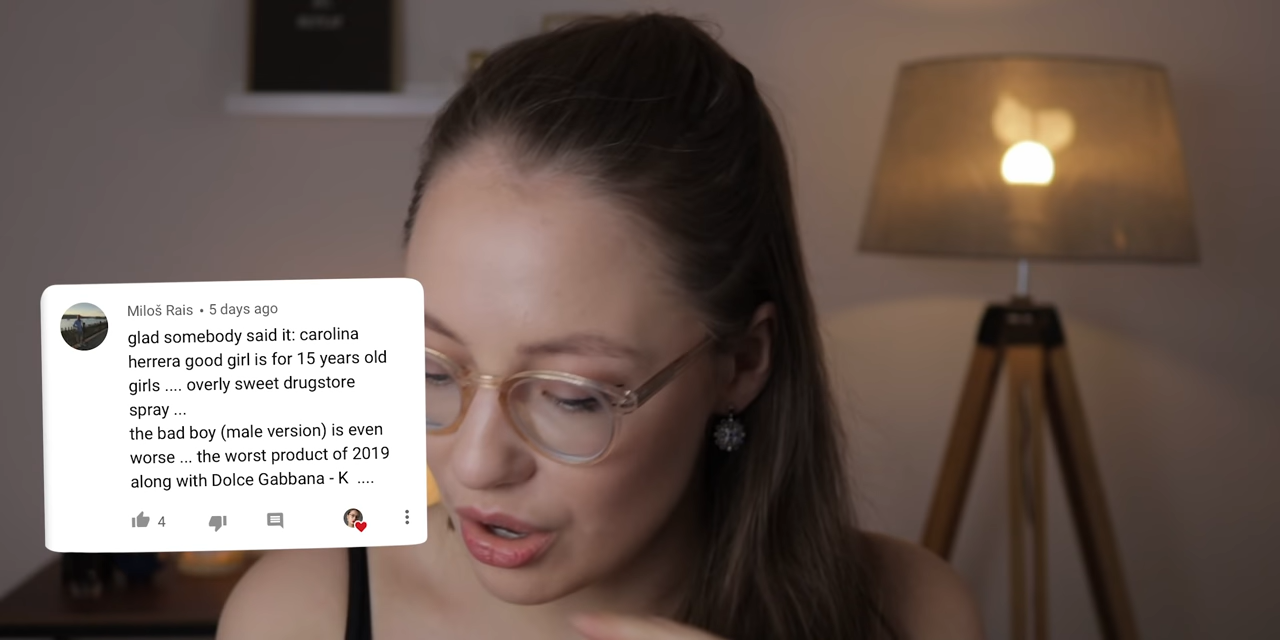 Miloš Rais • 5 days ago
glad somebody said it: carolina
herrera good girl is for 15 years old
girls .... overly sweet drugstore
spray ...
the bad boy (male version) is even
worse ... the worst product of 2019
along with Dolce Gabbana - K ....
4